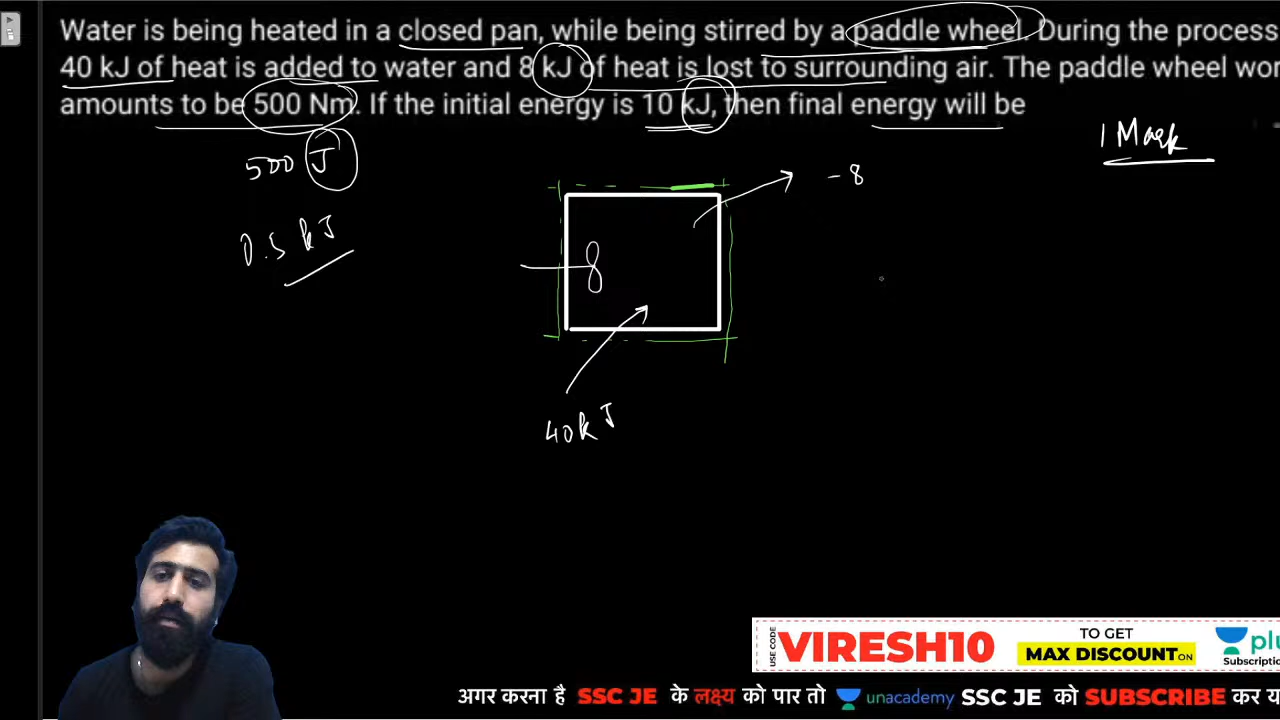 Water is being heated in a closed pan, while being stirred by a paddle wheel. During the process
40 kJ of heat is added to water and 8 kJ of heat is lost to surrounding air. The paddle wheel wor
amounts to be 500 Nm. If the initial energy is 10 kJ, then final energy will be
1 Mark
500 J
0.5 kJ
-8
40kJ
USE CODE
VIRESH10
TO GET
MAX DISCOUNT ON
plu
Subscription
अगर करना है SSC JE के लक्ष्य को पार तो unacademy SSC JE को SUBSCRIBE कर य